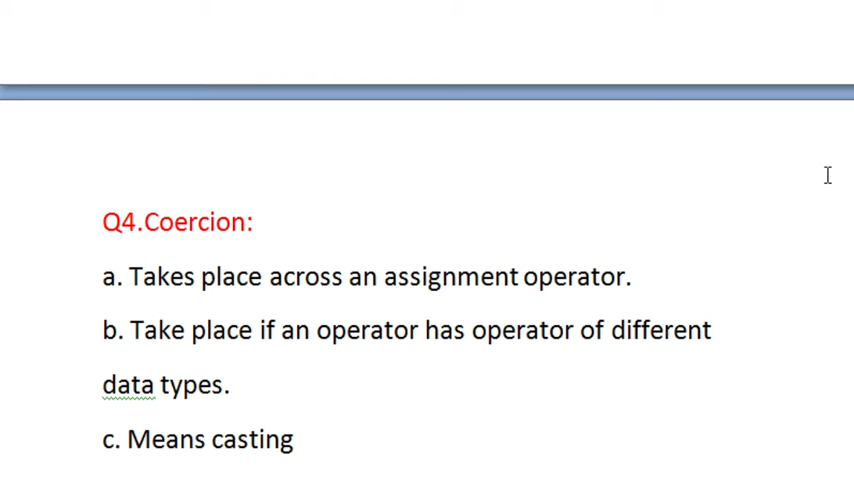 Q4.Coercion:
a. Takes place across an assignment operator.
b. Take place if an operator has operator of different
data types.
c. Means casting